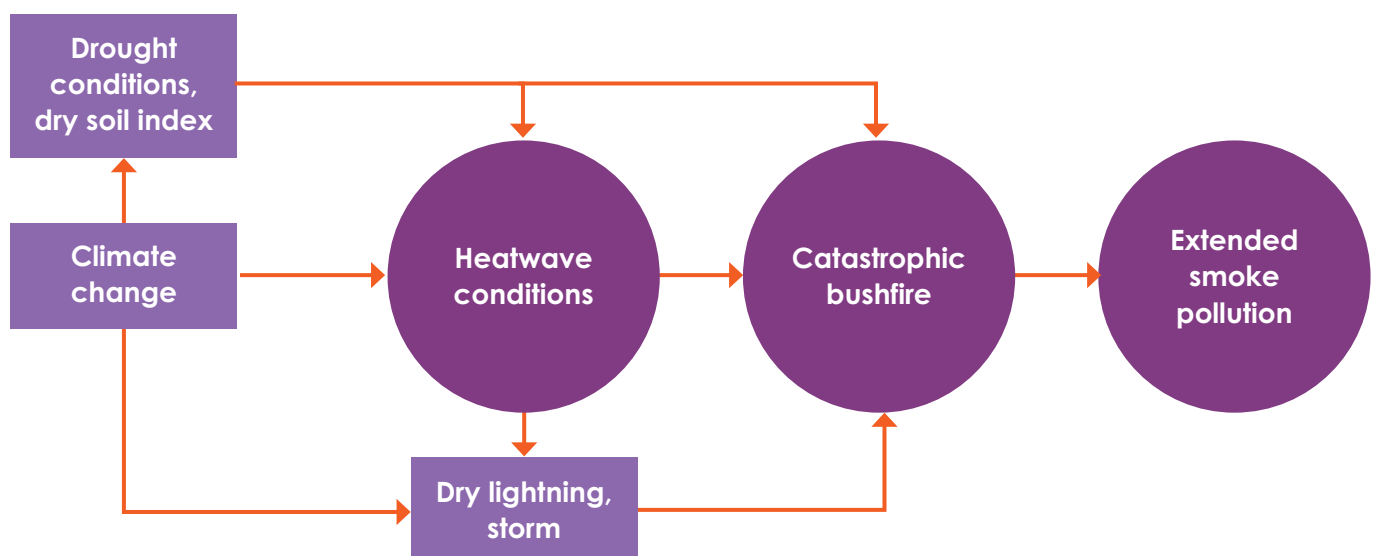 Drought
conditions,
dry soil index
Climate
change
Heatwave
conditions
Catastrophic
bushfire
Extended
smoke
pollution
Dry lightning,
storm